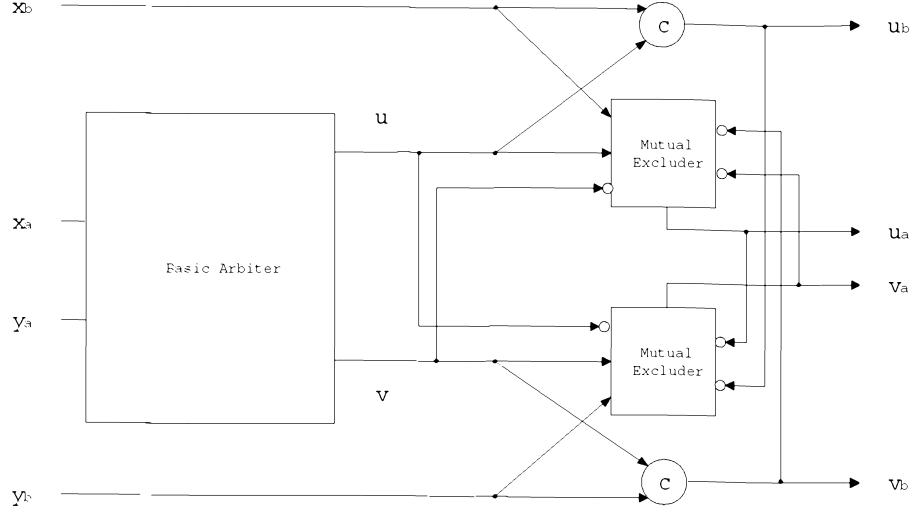 xb
C
ub
u
Mutual
Excluder
xa
ua
Basic Arbiter
va
ya
Mutual
Excluder
v
yb
C
vb